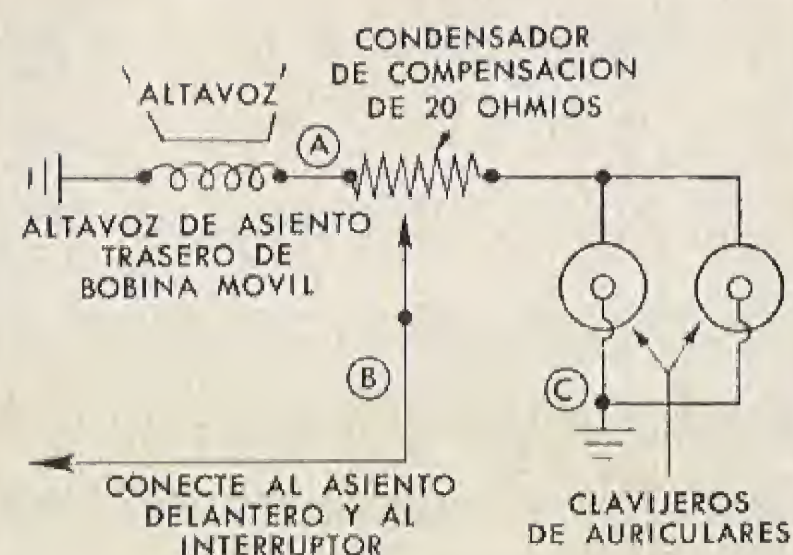 CONDENSADOR
DE COMPENSACION
DE 20 OHMIOS
ALTAVOZ
A
ALTAVOZ DE ASIENTO
TRASERO DE
BOBINA MOVIL
B
C
CONECTE AL ASIENTO
DELANTERO Y AL
INTERRUPTOR
CLAVIJEROS
DE AURICULARES